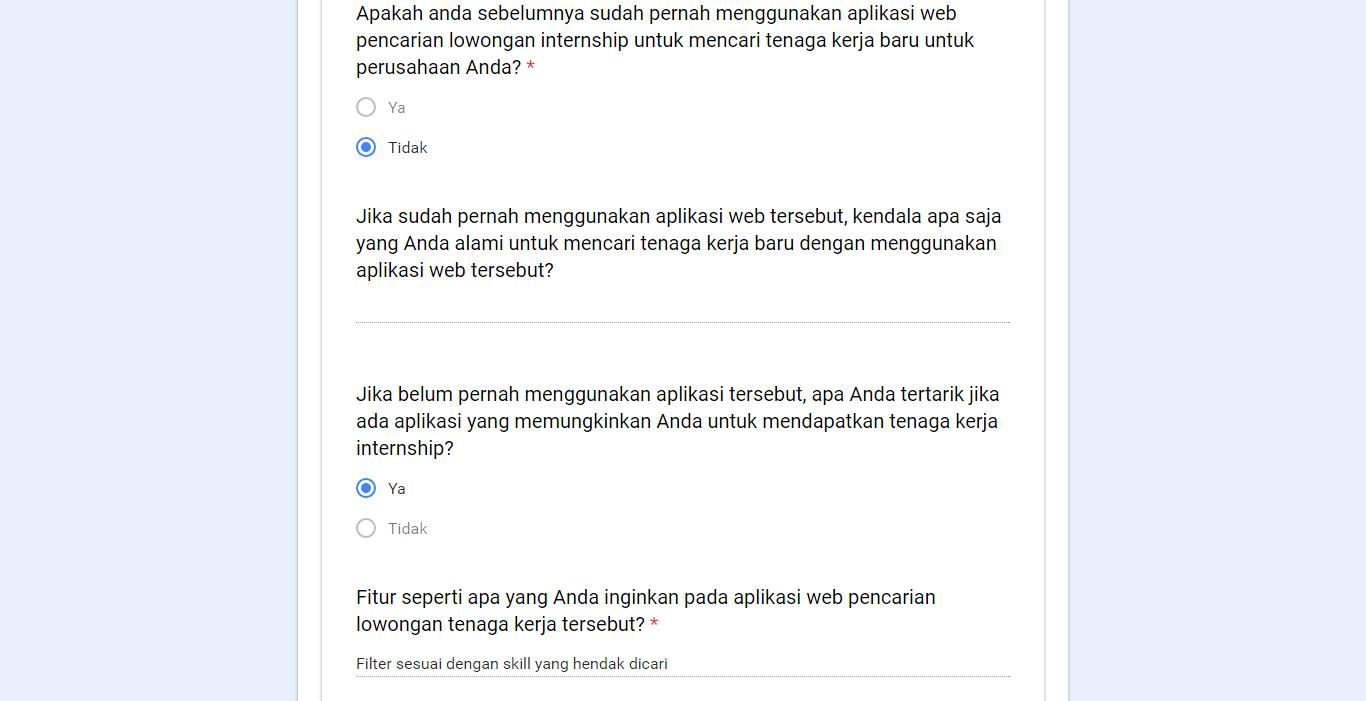 Apakah anda sebelumnya sudah pernah menggunakan aplikasi web
pencarian lowongan internship untuk mencari tenaga kerja baru untuk
perusahaan Anda? *
Ya
Tidak
Jika sudah pernah menggunakan aplikasi web tersebut, kendala apa saja
yang Anda alami untuk mencari tenaga kerja baru dengan menggunakan
aplikasi web tersebut?
Jika belum pernah menggunakan aplikasi tersebut, apa Anda tertarik jika
ada aplikasi yang memungkinkan Anda untuk mendapatkan tenaga kerja
internship?
Ya
Tidak
Fitur seperti apa yang Anda inginkan pada aplikasi web pencarian
lowongan tenaga kerja tersebut? *
Filter sesuai dengan skill yang hendak dicari